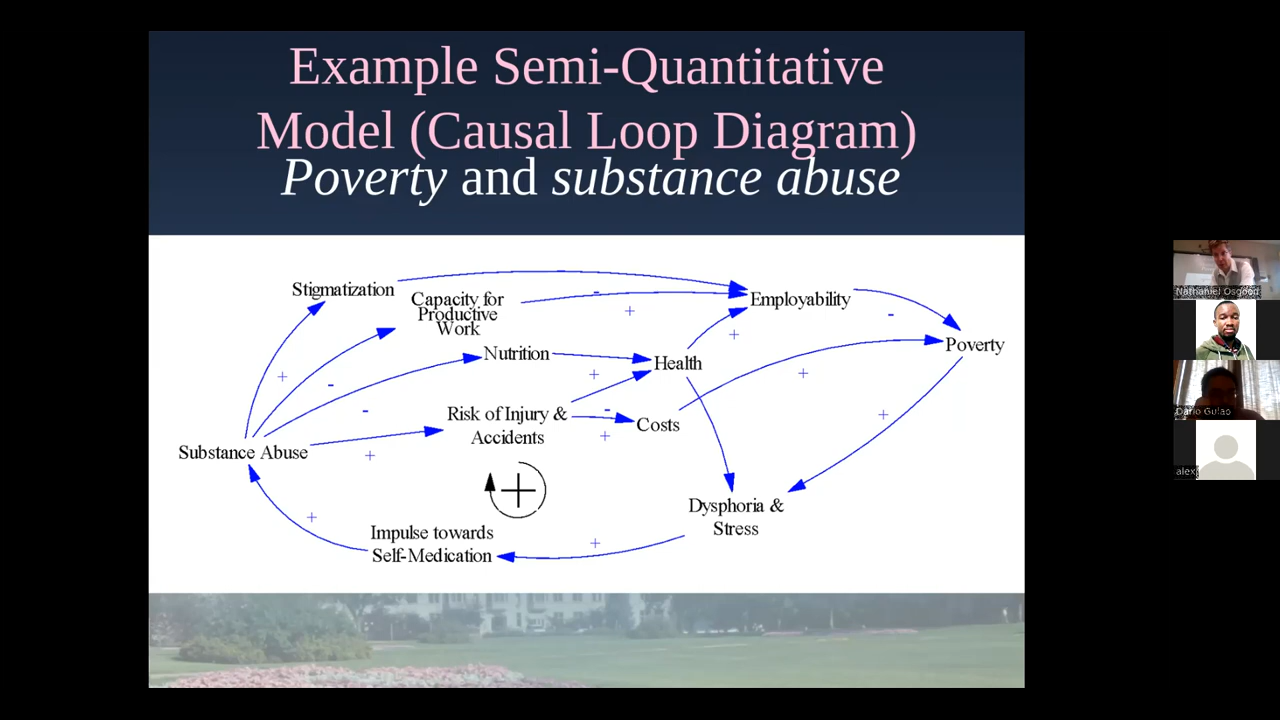 Example Semi-Quantitative
Model (Causal Loop Diagram)
Poverty and substance abuse
Stigmatization
Capacity for
Productive
Work
Employability
Nutrition
Health
Poverty
Risk of Injury &
Accidents
Costs
Substance Abuse
Dysphoria &
Stress
Impulse towards
Self-Medication
+
-
-
+
-
+
+
-
+
+
-
+
+
+
+
+
Nathaniel Osgood
Dario Gulao
alex